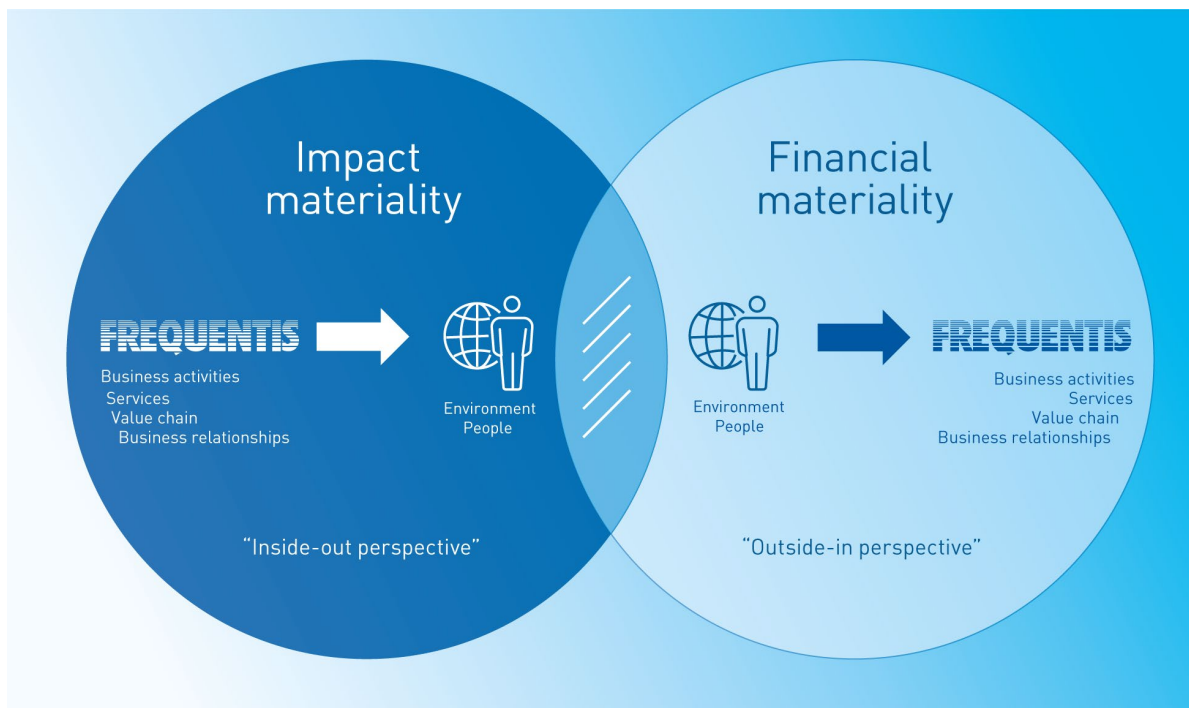 Impact
materiality
FREQUENTIS
Business activities
Services
Value chain
Business relationships
Environment
People
“Inside-out perspective”
Financial
materiality
Environment
People
FREQUENTIS
Business activities
Services
Value chain
Business relationships
“Outside-in perspective”